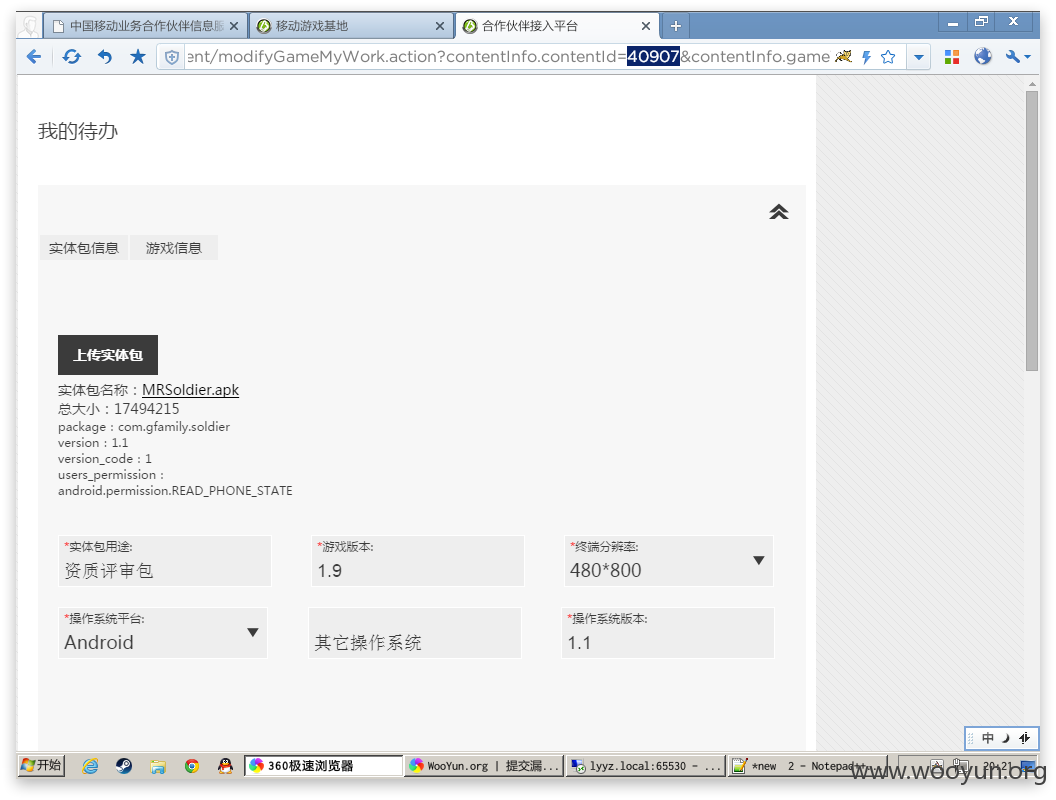 中国移动业务合作伙伴信息服
移动游戏基地
合作伙伴接入平台
ent/modifyGameMyWork.action?contentInfo.contentId=40907&contentInfo.game
我的待办
实体包信息
游戏信息
上传实体包
实体包名称：MRSoldier.apk
总大小：17494215
package：com.gfamily.soldier
version：1.1
version_code：1
users_permission：
android.permission.READ_PHONE_STATE
*实体包用途:
资质评审包
*游戏版本:
1.9
*终端分辨率:
480*800
*操作系统平台:
Android
其它操作系统
*操作系统版本:
1.1
中
开始
360极速浏览器
WooYun.org | 提交漏...
lyyz.local:65530 - ...
*new  2 - Notepad++
20:21
www.wooyun.org